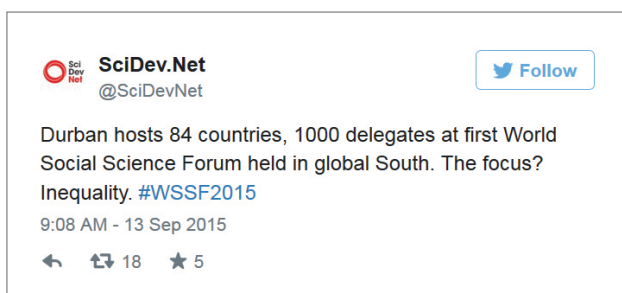 Sci
Dev
Net
SciDev.Net
@SciDevNet
Follow
Durban hosts 84 countries, 1000 delegates at first World
Social Science Forum held in global South. The focus?
Inequality. #WSSF2015
9:08 AM - 13 Sep 2015
18 5